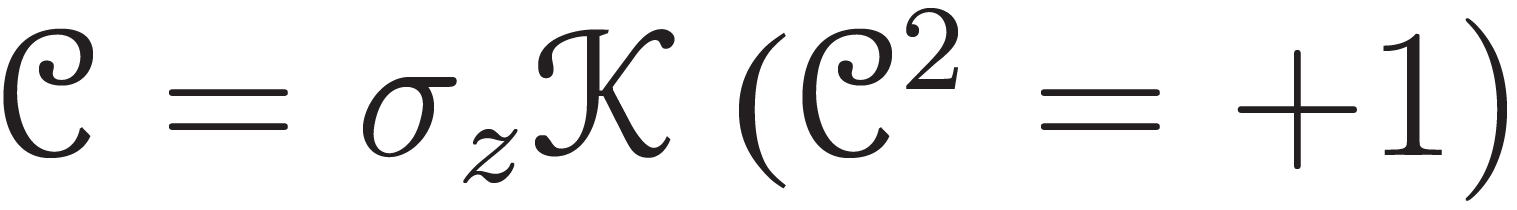 𝒞 = σ_z𝒦 (𝒞² = +1)